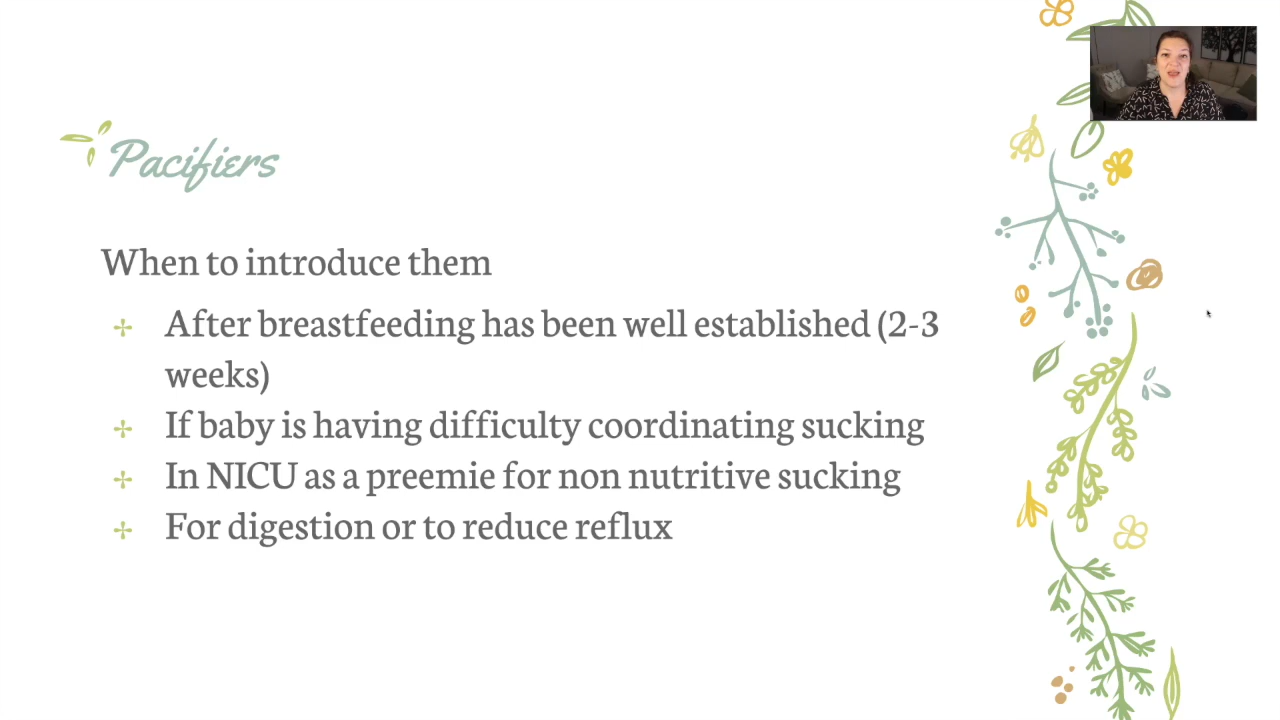 Pacifiers
When to introduce them
After breastfeeding has been well established (2-3
weeks)
If baby is having difficulty coordinating sucking
In NICU as a preemie for non nutritive sucking
For digestion or to reduce reflux